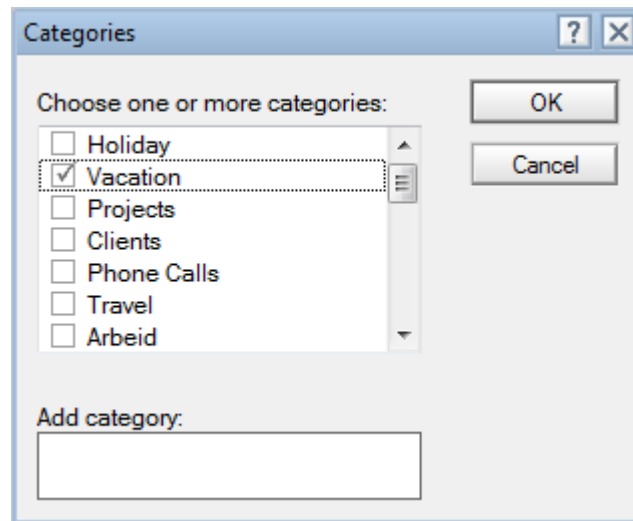 Categories
Choose one or more categories:
OK
Holiday
Vacation
Cancel
Projects
Clients
Phone Calls
Travel
Arbeid
Add category: